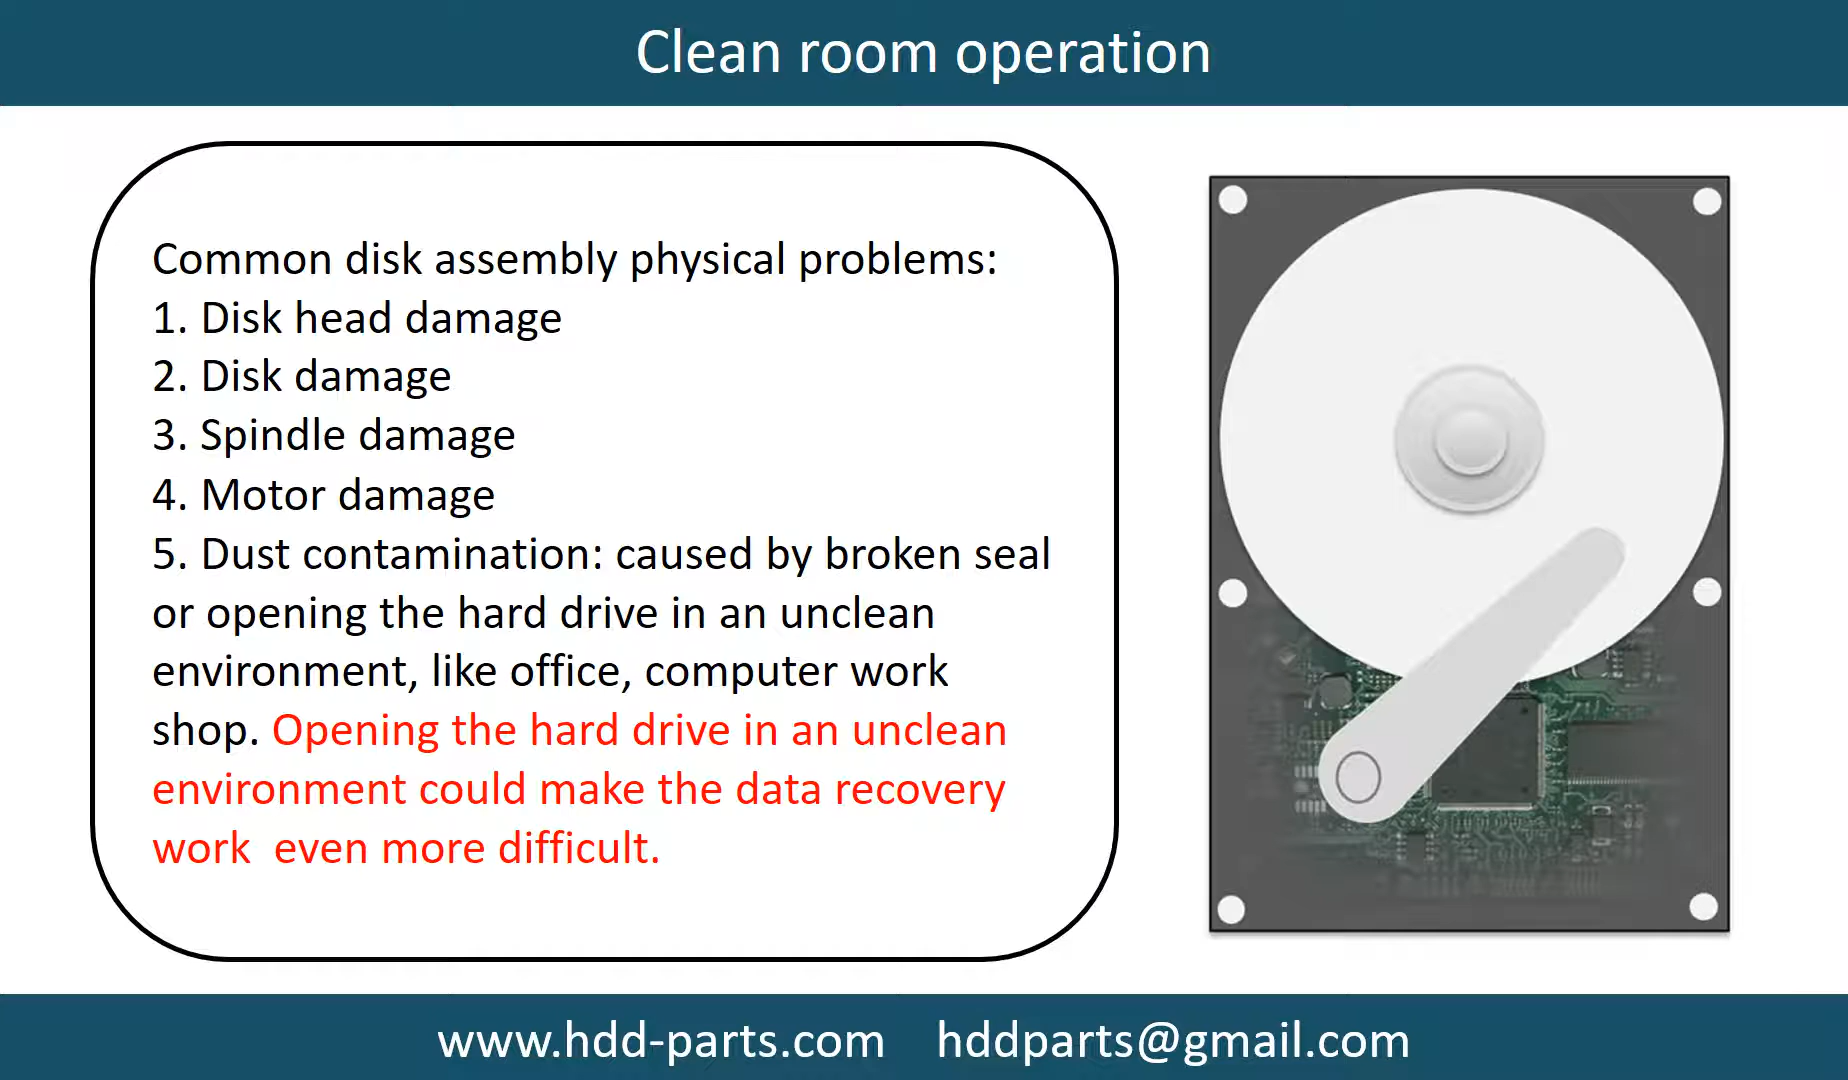 Clean room operation
Common disk assembly physical problems:
1. Disk head damage
2. Disk damage
3. Spindle damage
4. Motor damage
5. Dust contamination: caused by broken seal
or opening the hard drive in an unclean
environment, like office, computer work
shop. Opening the hard drive in an unclean
environment could make the data recovery
work  even more difficult.
www.hdd-parts.com    hddparts@gmail.com